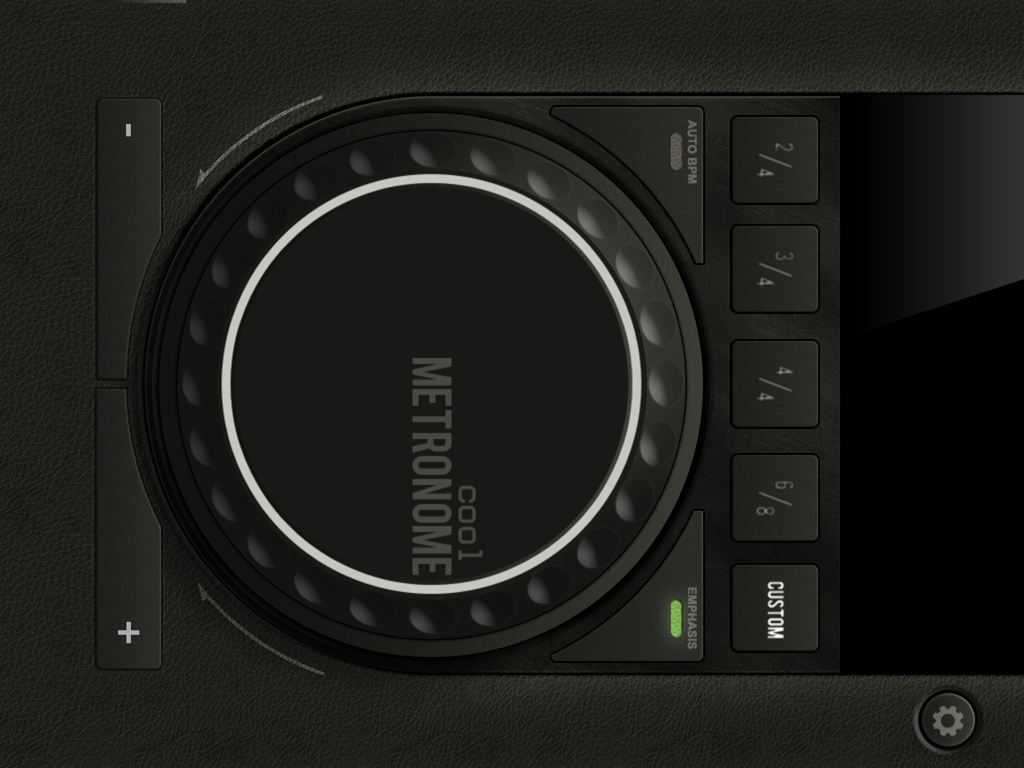 2/4
3/4
4/4
6/8
CUSTOM
AUTO BPM
EMPHASIS
cool
METRONOME
-
+